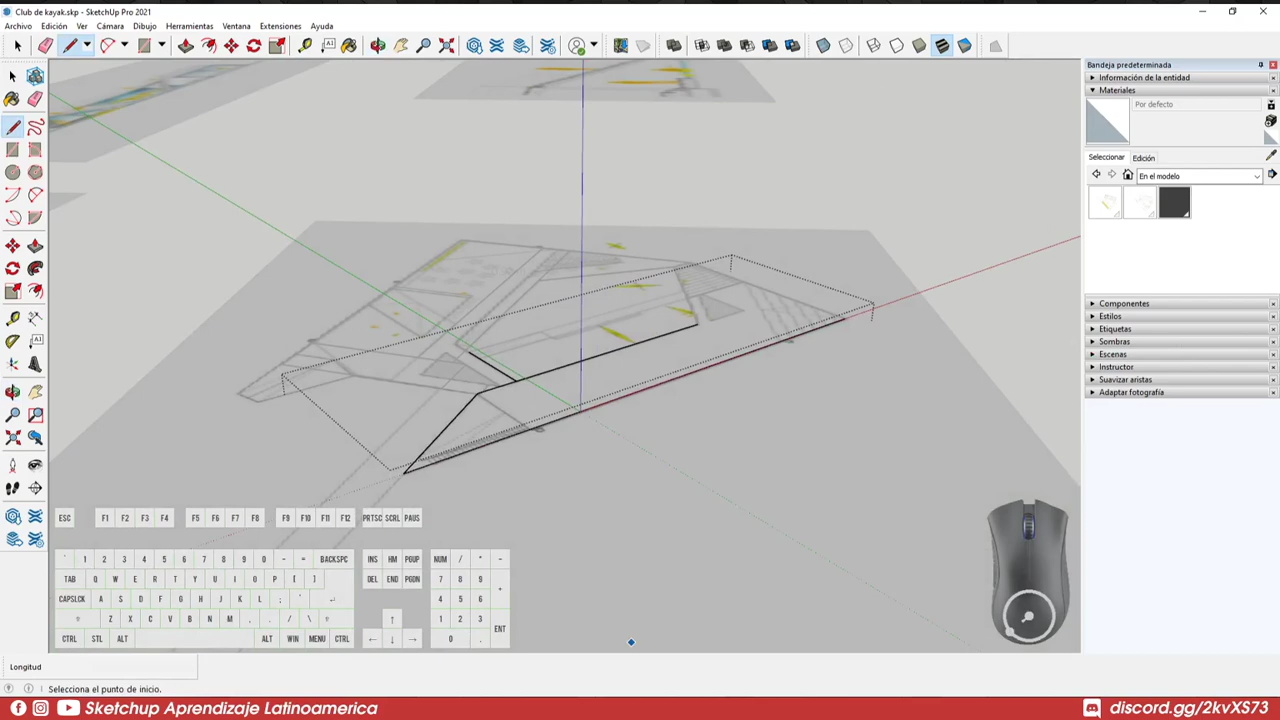 Club de kayak.skp - SketchUp Pro 2021
Archivo Edición Ver Cámara Dibujo Herramientas Ventana Extensiones Ayuda
Bandeja predeterminada
Información de la entidad
Materiales
Por defecto
Seleccionar Edición
En el modelo
Componentes
Estilos
Etiquetas
Sombras
Escenas
Instructor
Suavizar aristas
Adaptar fotografía
ESC F1 F2 F3 F4 F5 F6 F7 F8 F9 F10 F11 F12 PRTSC SCRL PAUS
` 1 2 3 4 5 6 7 8 9 0 - = BACKSPC INS HM PGUP NUM / * -
TAB Q W E R T Y U I O P [ ] DEL END PGDN 7 8 9
+
CAPSLCK A S D F G H J K L ; ' 4 5 6
Z X C V B N M , . / \ 1 2 3
ENT
CTRL STL ALT ALT WIN MENU CTRL 0 .
Longitud
Selecciona el punto de inicio.
Sketchup Aprendizaje Latinoamerica
discord.gg/2kvXS73